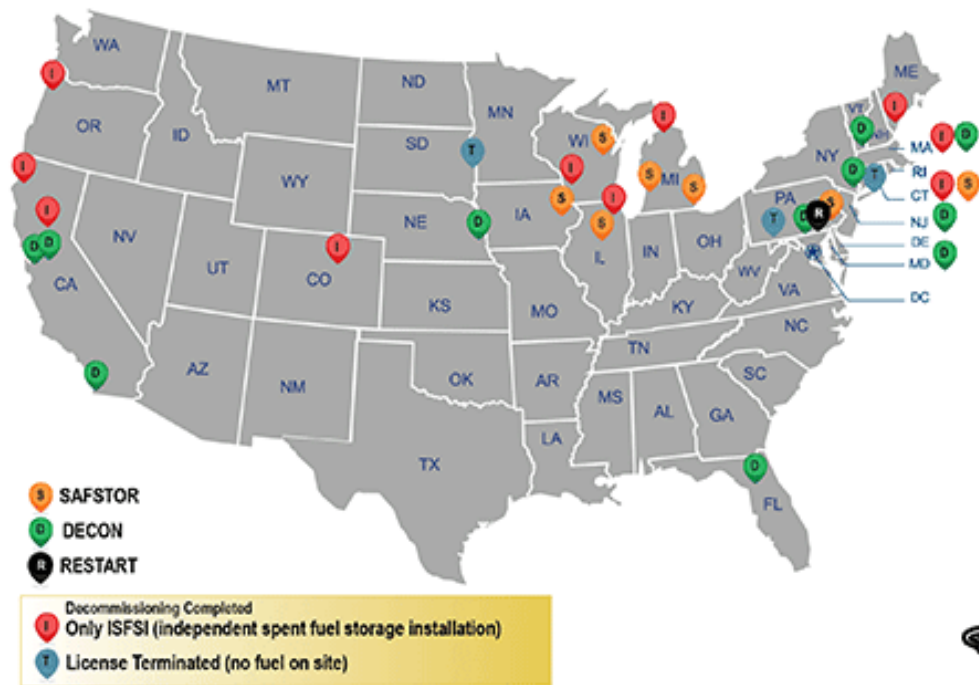 WA
MT
ND
MN
ME
OR
ID
SD
WI
VT
NH
MA
WY
MI
NY
RI
CT
NE
IA
PA
NJ
NV
UT
CO
IL
IN
OH
DE
MD
CA
KS
MO
WV
VA
DC
KY
NC
TN
AZ
NM
OK
AR
SC
MS
AL
GA
LA
TX
FL
I
I
I
I
I
I
I
I
I
I
T
T
T
S
S
S
S
S
S
S
D
D
D
D
D
D
D
D
D
D
D
R
S SAFSTOR
D DECON
R RESTART
Decommissioning Completed
I Only ISFSI (independent spent fuel storage installation)
T License Terminated (no fuel on site)